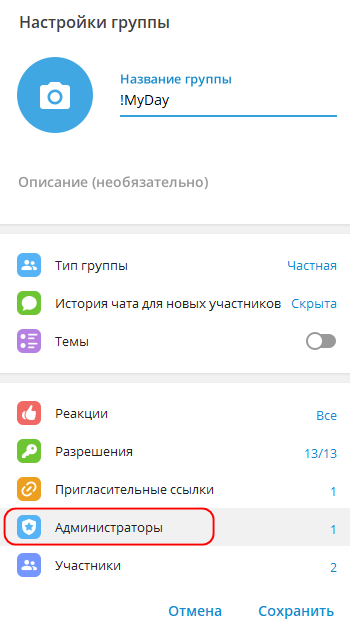 Настройки группы
Название группы
!MyDay
Описание (необязательно)
Тип группы Частная
История чата для новых участников Скрыта
Темы
Реакции Все
Разрешения 13/13
Пригласительные ссылки 1
Администраторы 1
Участники 2
Отмена Сохранить